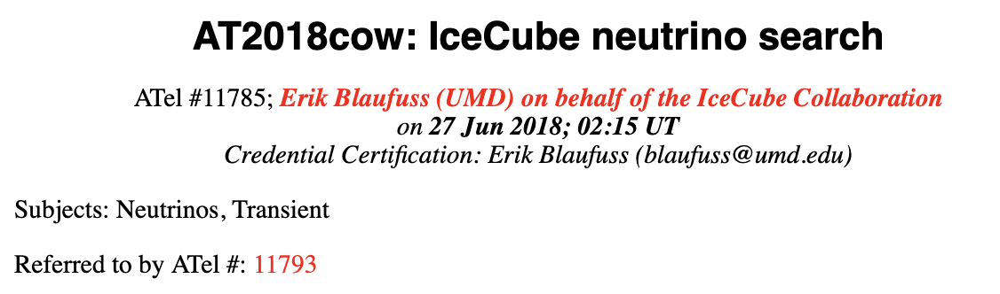 AT2018cow: IceCube neutrino search
ATel #11785; Erik Blaufuss (UMD) on behalf of the IceCube Collaboration
on 27 Jun 2018; 02:15 UT
Credential Certification: Erik Blaufuss (blaufuss@umd.edu)
Subjects: Neutrinos, Transient
Referred to by ATel #: 11793